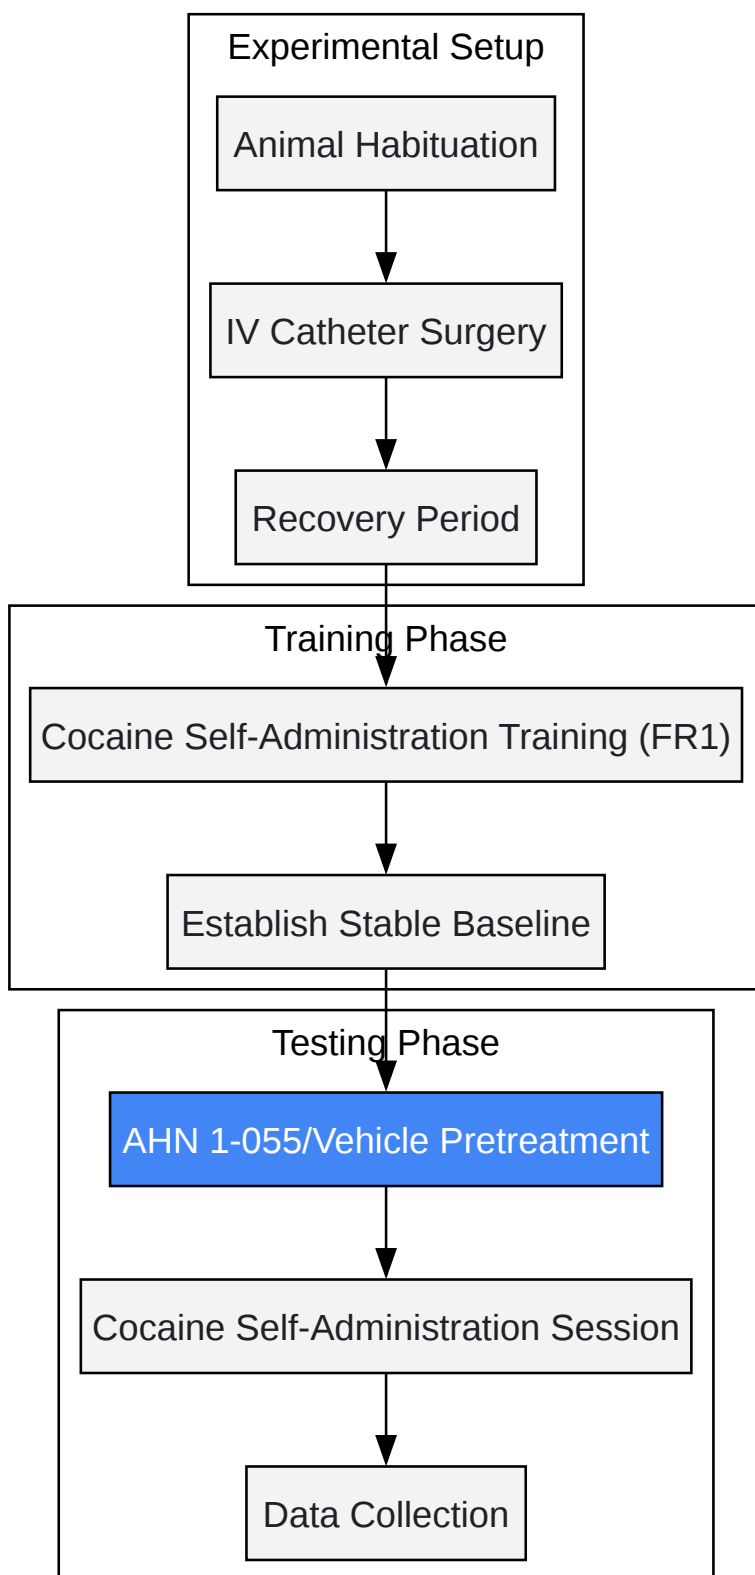 Experimental Setup
Animal Habituation
IV Catheter Surgery
Recovery Period
Training Phase
Cocaine Self-Administration Training (FR1)
Establish Stable Baseline
Testing Phase
AHN 1-055/Vehicle Pretreatment
Cocaine Self-Administration Session
Data Collection